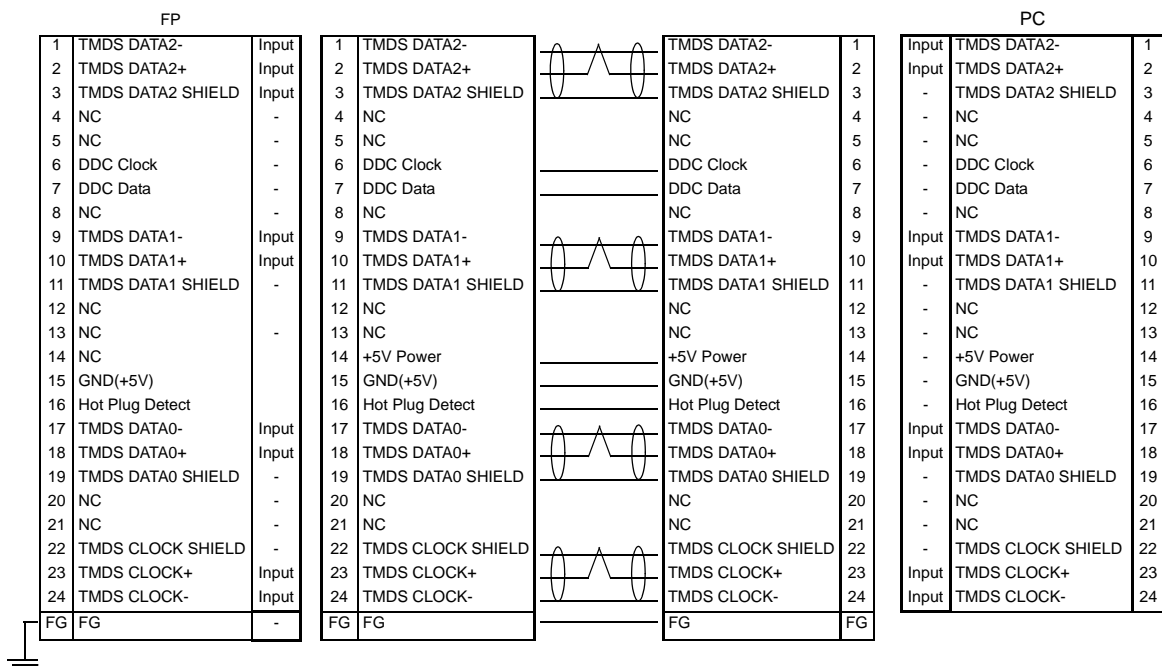 FP PC
1 TMDS DATA2- Input 1 TMDS DATA2- TMDS DATA2- 1 Input TMDS DATA2- 1
2 TMDS DATA2+ Input 2 TMDS DATA2+ TMDS DATA2+ 2 Input TMDS DATA2+ 2
3 TMDS DATA2 SHIELD Input 3 TMDS DATA2 SHIELD TMDS DATA2 SHIELD 3 - TMDS DATA2 SHIELD 3
4 NC - 4 NC NC 4 - NC 4
5 NC - 5 NC NC 5 - NC 5
6 DDC Clock - 6 DDC Clock DDC Clock 6 - DDC Clock 6
7 DDC Data - 7 DDC Data DDC Data 7 - DDC Data 7
8 NC - 8 NC NC 8 - NC 8
9 TMDS DATA1- Input 9 TMDS DATA1- TMDS DATA1- 9 Input TMDS DATA1- 9
10 TMDS DATA1+ Input 10 TMDS DATA1+ TMDS DATA1+ 10 Input TMDS DATA1+ 10
11 TMDS DATA1 SHIELD - 11 TMDS DATA1 SHIELD TMDS DATA1 SHIELD 11 - TMDS DATA1 SHIELD 11
12 NC 12 NC NC 12 - NC 12
13 NC - 13 NC NC 13 - NC 13
14 NC 14 +5V Power +5V Power 14 - +5V Power 14
15 GND(+5V) 15 GND(+5V) GND(+5V) 15 - GND(+5V) 15
16 Hot Plug Detect 16 Hot Plug Detect Hot Plug Detect 16 - Hot Plug Detect 16
17 TMDS DATA0- Input 17 TMDS DATA0- TMDS DATA0- 17 Input TMDS DATA0- 17
18 TMDS DATA0+ Input 18 TMDS DATA0+ TMDS DATA0+ 18 Input TMDS DATA0+ 18
19 TMDS DATA0 SHIELD - 19 TMDS DATA0 SHIELD TMDS DATA0 SHIELD 19 - TMDS DATA0 SHIELD 19
20 NC - 20 NC NC 20 - NC 20
21 NC - 21 NC NC 21 - NC 21
22 TMDS CLOCK SHIELD - 22 TMDS CLOCK SHIELD TMDS CLOCK SHIELD 22 - TMDS CLOCK SHIELD 22
23 TMDS CLOCK+ Input 23 TMDS CLOCK+ TMDS CLOCK+ 23 Input TMDS CLOCK+ 23
24 TMDS CLOCK- Input 24 TMDS CLOCK- TMDS CLOCK- 24 Input TMDS CLOCK- 24
FG FG - FG FG FG FG